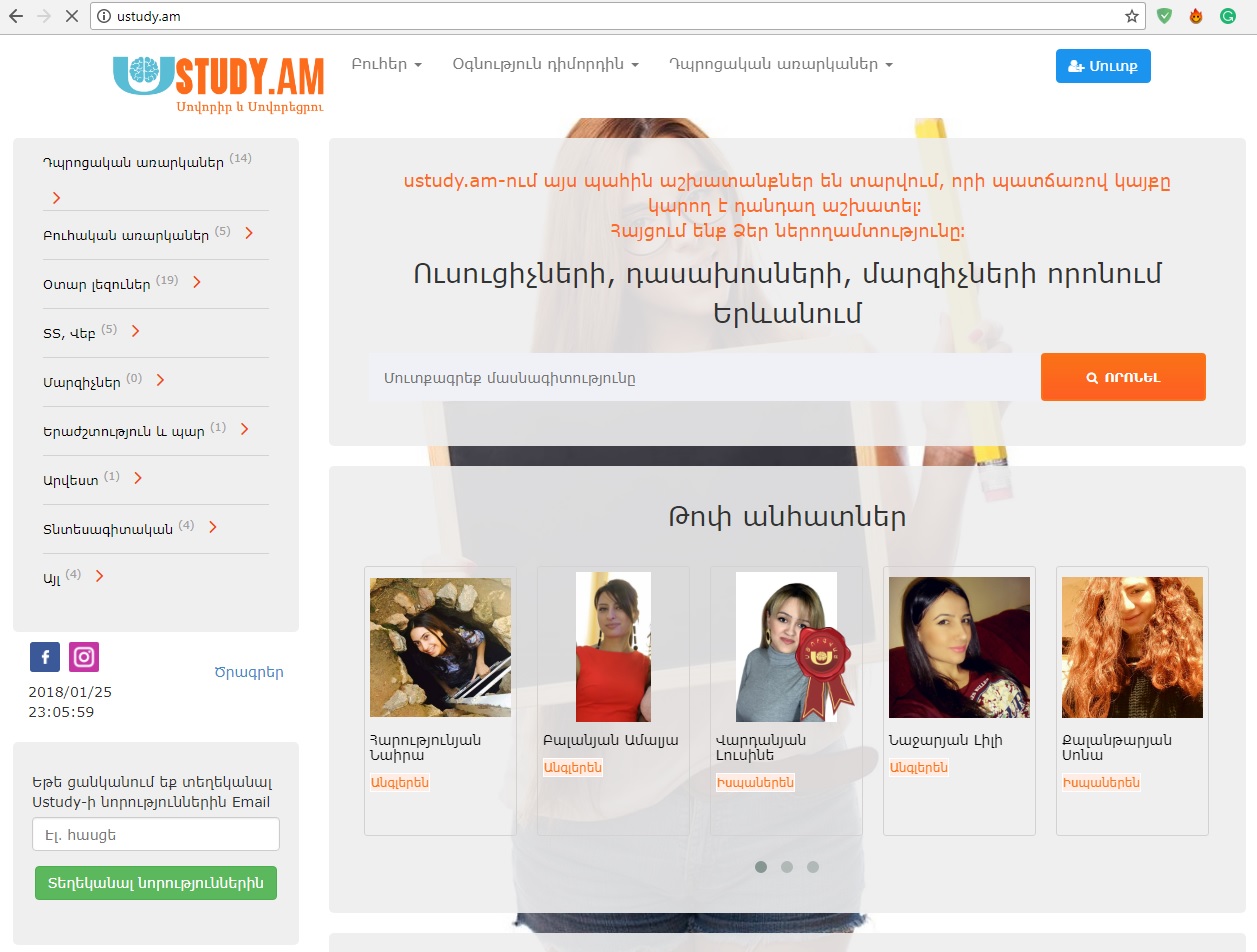 ustudy.am
USTUDY.AM
Սովորիր և Սովորեցրու
Բուհեր
Օգնություն դիմորդին
Դպրոցական առարկաներ
Մուտք
Դպրոցական առարկաներ (14)
Բուհական առարկաներ (5)
Օտար լեզուներ (19)
ՏՏ, Վեբ (5)
Մարզիչներ (0)
Երաժշտություն և պար (1)
Արվեստ (1)
Տնտեսագիտական (4)
Այլ (4)
Ծրագրեր
2018/01/25
23:05:59
Եթե ցանկանում եք տեղեկանալ
Ustudy-ի նորություններին Email
Էլ. հասցե
Տեղեկանալ նորություններին
ustudy.am-ում այս պահին աշխատանքներ են տարվում, որի պատճառով կայքը
կարող է դանդաղ աշխատել:
Հայցում ենք Ձեր ներողամտությունը:
Ուսուցիչների, դասախոսների, մարզիչների որոնում
Երևանում
Մուտքագրեք մասնագիտությունը
ՈՐՈՆԵԼ
Թոփ անհատներ
Հարությունյան
Նաիրա
Անգլերեն
Բալանյան Ամալյա
Անգլերեն
Վարդանյան
Լուսինե
Իսպաներեն
Նաջարյան Լիլի
Անգլերեն
Քալանթարյան
Սոնա
Իսպաներեն